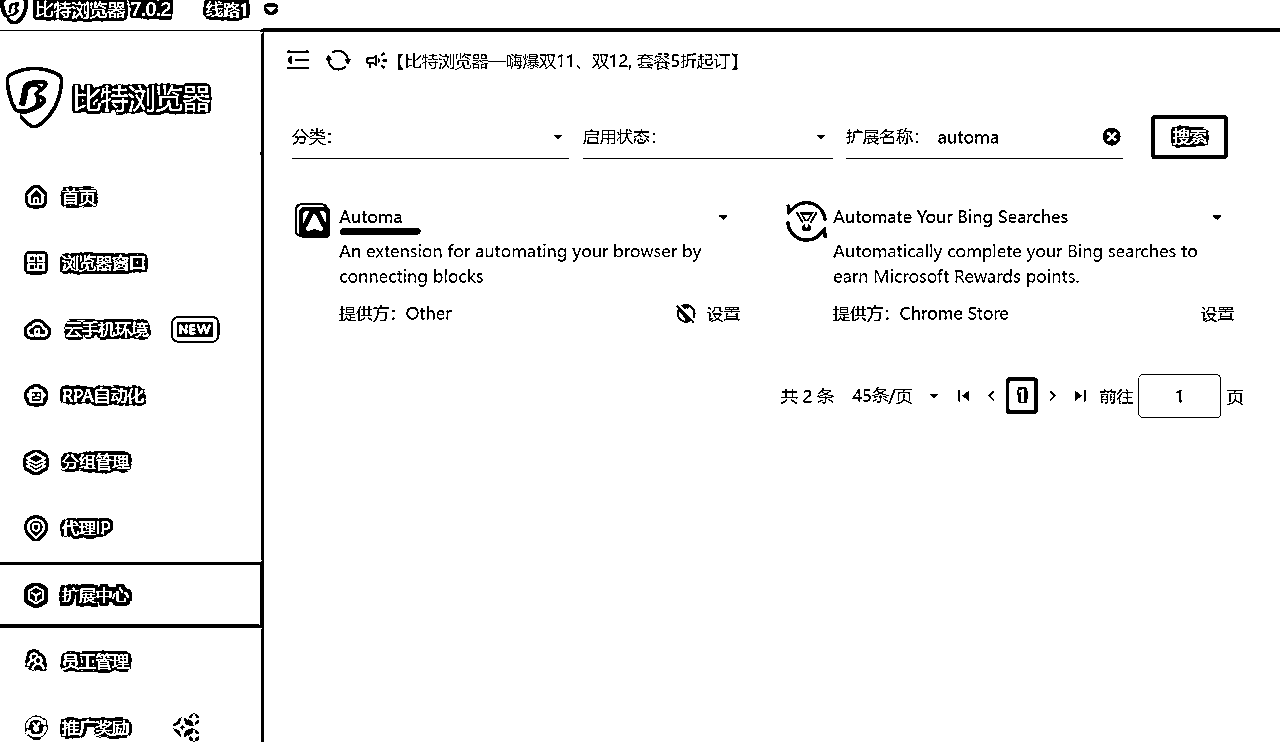 比特浏览器7.0.2 线路1
比特浏览器
【比特浏览器—嗨爆双11、双12, 套餐5折起订】
分类: 启用状态: 扩展名称: automa 搜索
首页
浏览器窗口
云手机环境 NEW
RPA自动化
分组管理
代理IP
扩展中心
员工管理
推广奖励
Automa
An extension for automating your browser by
connecting blocks
提供方: Other 设置
Automate Your Bing Searches
Automatically complete your Bing searches to
earn Microsoft Rewards points.
提供方: Chrome Store 设置
共 2 条 45条/页 1 前往 1 页